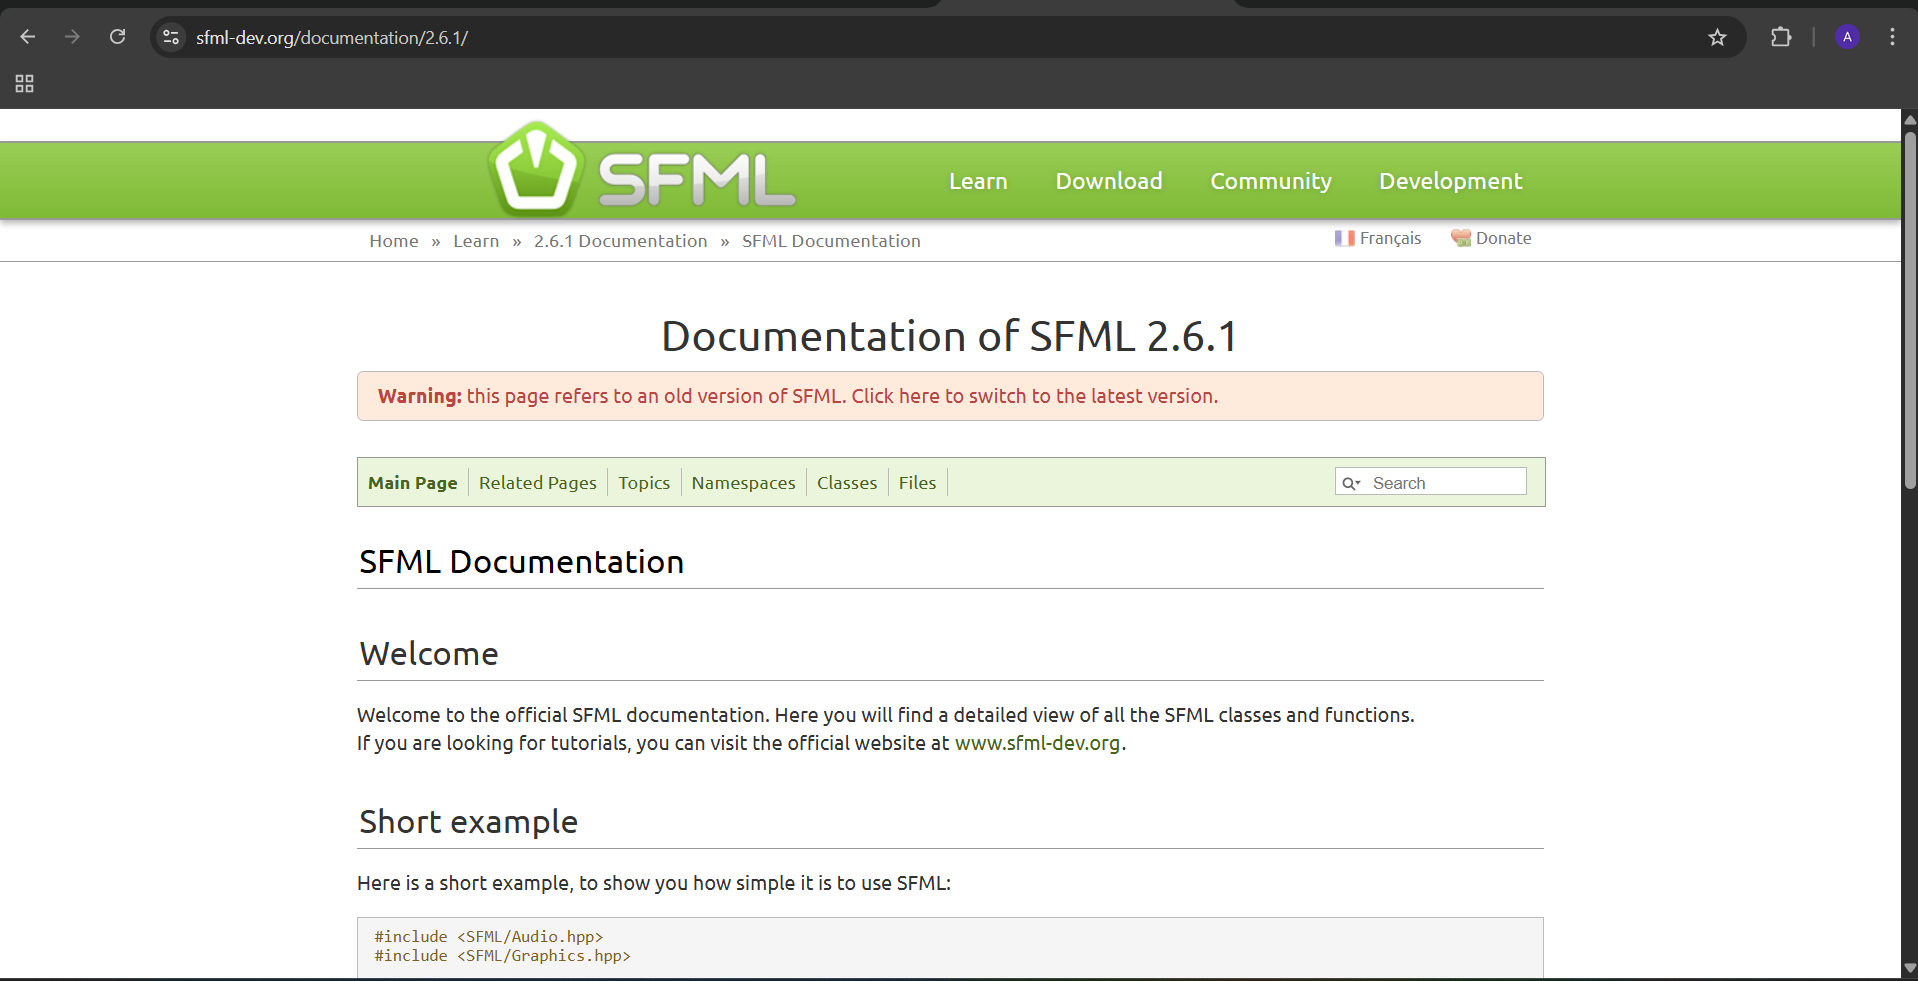 sfml-dev.org/documentation/2.6.1/
A
SFML
Learn Download Community Development
Home » Learn » 2.6.1 Documentation » SFML Documentation
Français Donate
Documentation of SFML 2.6.1
Warning: this page refers to an old version of SFML. Click here to switch to the latest version.
Main Page Related Pages Topics Namespaces Classes Files Search
SFML Documentation
Welcome
Welcome to the official SFML documentation. Here you will find a detailed view of all the SFML classes and functions.
If you are looking for tutorials, you can visit the official website at www.sfml-dev.org.
Short example
Here is a short example, to show you how simple it is to use SFML:
#include <SFML/Audio.hpp>
#include <SFML/Graphics.hpp>